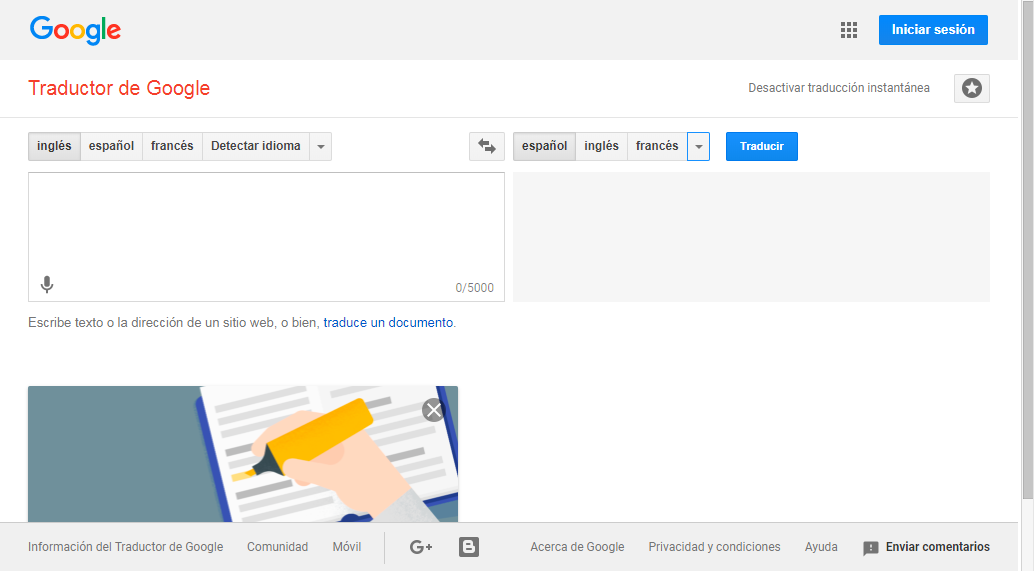 Google
Iniciar sesión
Traductor de Google
Desactivar traducción instantánea
inglés español francés Detectar idioma
español inglés francés
Traducir
0/5000
Escribe texto o la dirección de un sitio web, o bien, traduce un documento.
Información del Traductor de Google Comunidad Móvil G+ B Acerca de Google Privacidad y condiciones Ayuda Enviar comentarios